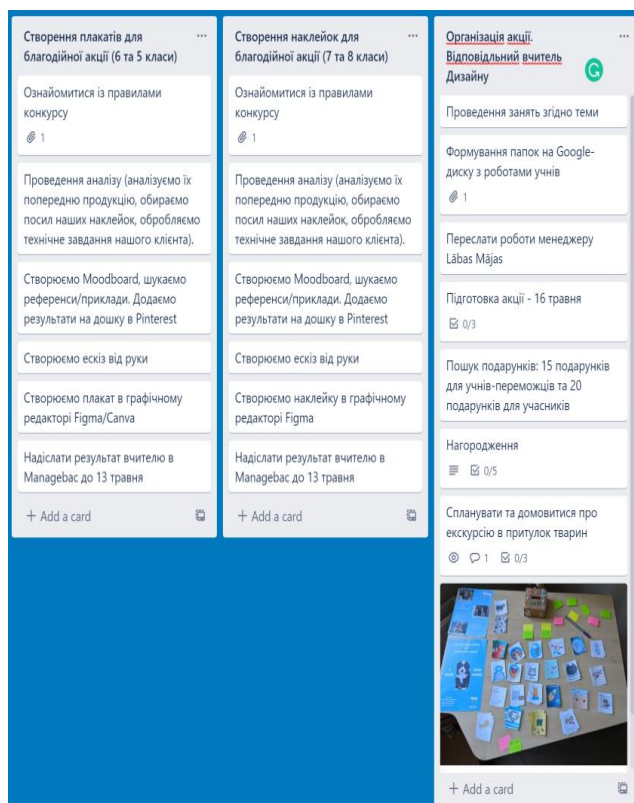 Створення плакатів для
благодійної акції (6 та 5 класи)
Ознайомитися із правилами
конкурсу
1
Проведення аналізу (аналізуємо їх
попередню продукцію, обираємо
посил наших наклейок, обробляємо
технічне завдання нашого клієнта).
Створюємо Moodboard, шукаємо
референси/приклади. Додаємо
результати на дошку в Pinterest
Створюємо ескіз від руки
Створюємо плакат в графічному
редакторі Figma/Canva
Надіслати результат вчителю в
Managebac до 13 травня
+ Add a card
Створення наклейок для
благодійної акції (7 та 8 класи)
Ознайомитися із правилами
конкурсу
1
Проведення аналізу (аналізуємо їх
попередню продукцію, обираємо
посил наших наклейок, обробляємо
технічне завдання нашого клієнта).
Створюємо Moodboard, шукаємо
референси/приклади. Додаємо
результати на дошку в Pinterest
Створюємо ескіз від руки
Створюємо наклейку в графічному
редакторі Figma
Надіслати результат вчителю в
Managebac до 13 травня
+ Add a card
Організація акції.
Відповідільний вчитель
Дизайну
Проведення занять згідно теми
Формування папок на Google-
диску з роботами учнів
1
Переслати роботи менеджеру
Lābas Mājas
Підготовка акції - 16 травня
0/3
Пошук подарунків: 15 подарунків
для учнів-переможців та 20
подарунків для учасників
Нагородження
0/5
Спланувати та домовитися про
екскурсію в притулок тварин
1 0/3
+ Add a card